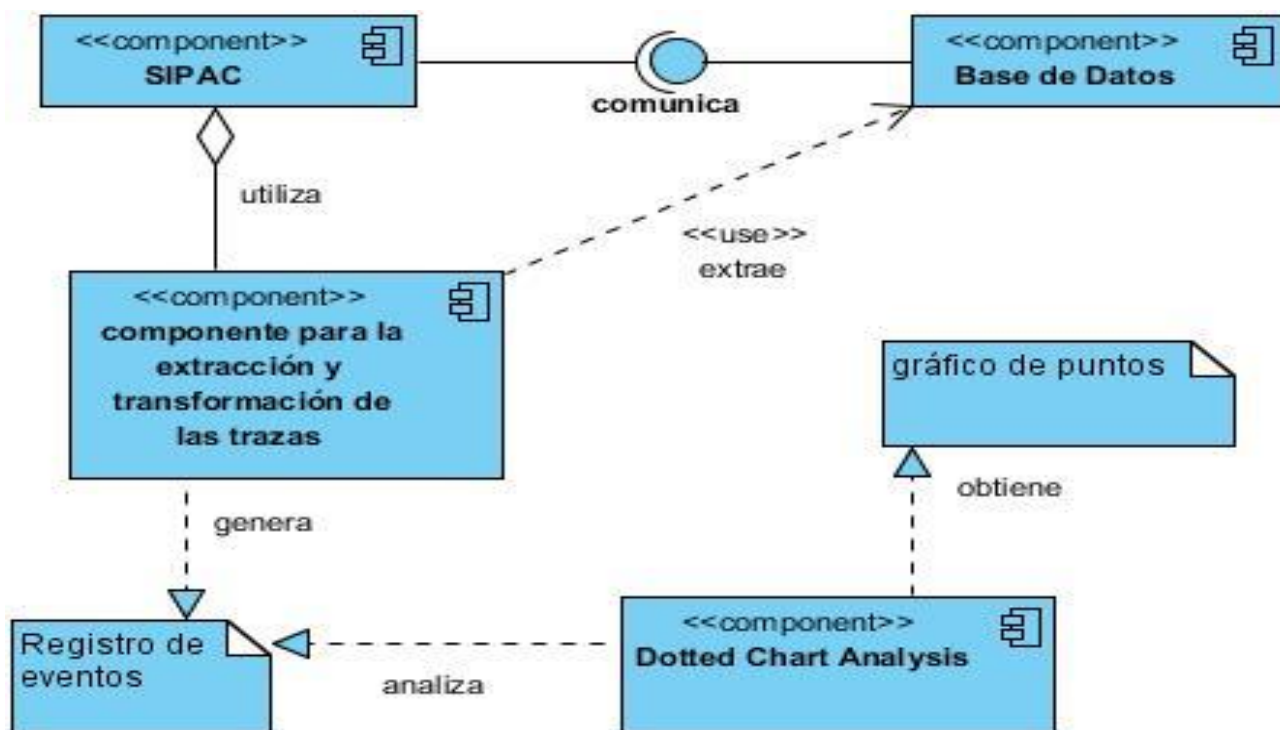 <<component>>
SIPAC
comunica
<<component>>
Base de Datos
utiliza
<<use>>
extrae
<<component>>
componente para la
extracción y
transformación de
las trazas
gráfico de puntos
obtiene
genera
Registro de
eventos
analiza
<<component>>
Dotted Chart Analysis